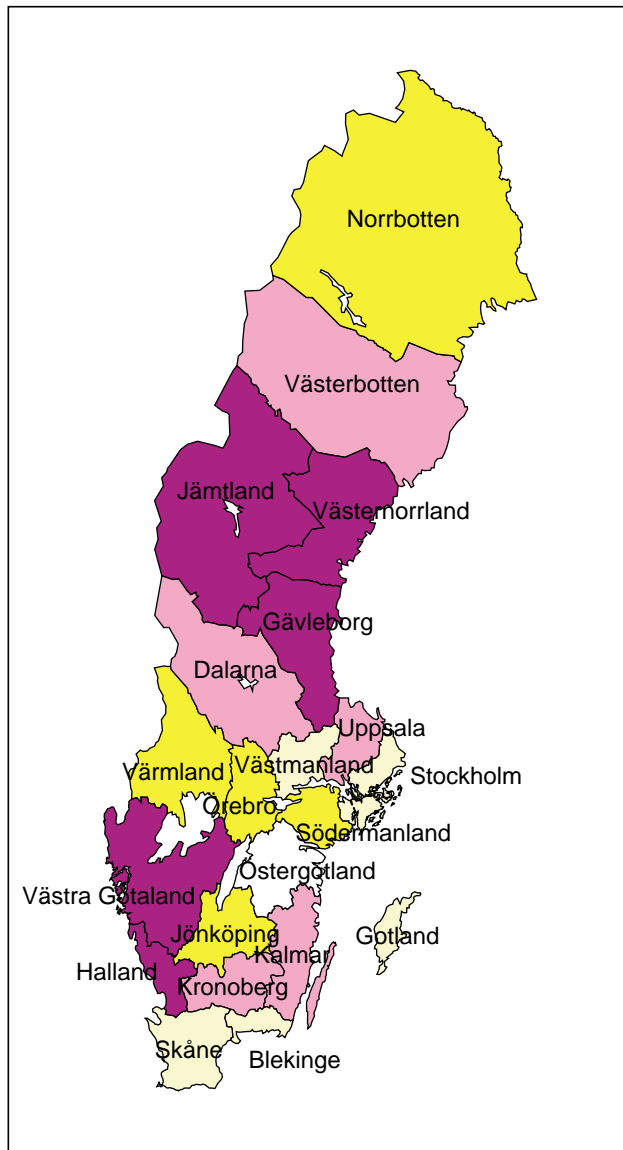 Norrbotten
Västerbotten
Jämtland
Västernorrland
Gävleborg
Dalarna
Uppsala
Västmanland
Värmland
Stockholm
Örebro
Södermanland
Östergötland
Västra Götaland
Jönköping
Gotland
Kalmar
Halland
Kronoberg
Skåne
Blekinge